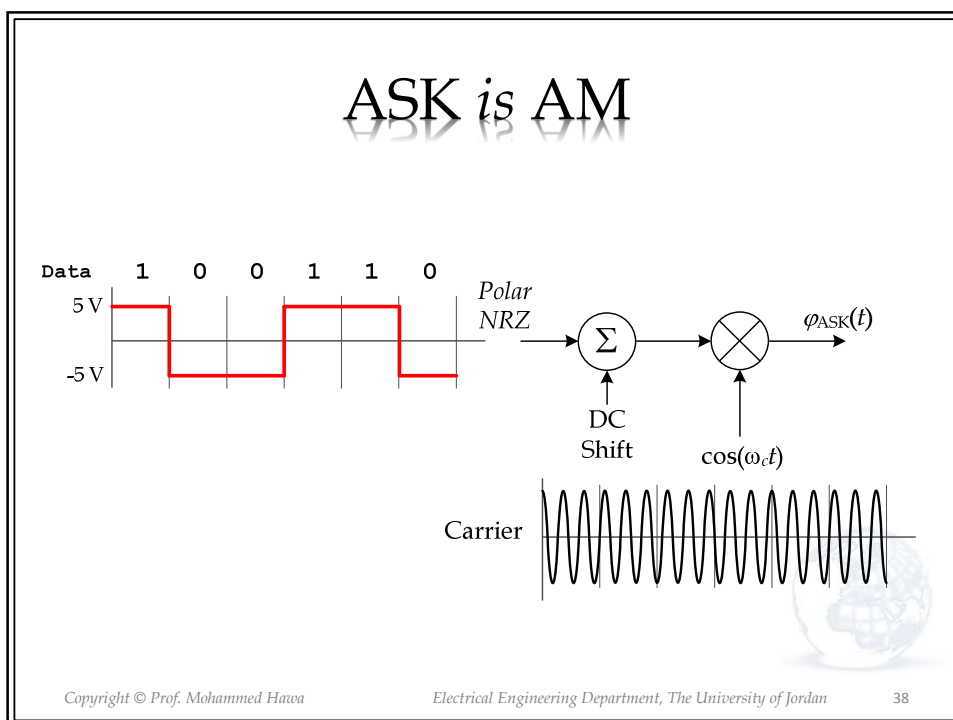 ASK is AM
Data 1 0 0 1 1 0
5 V
-5 V
Polar
NRZ
Σ
φASK(t)
DC
Shift
cos(ωct)
Carrier
Copyright © Prof. Mohammed Hawa Electrical Engineering Department, The University of Jordan 38